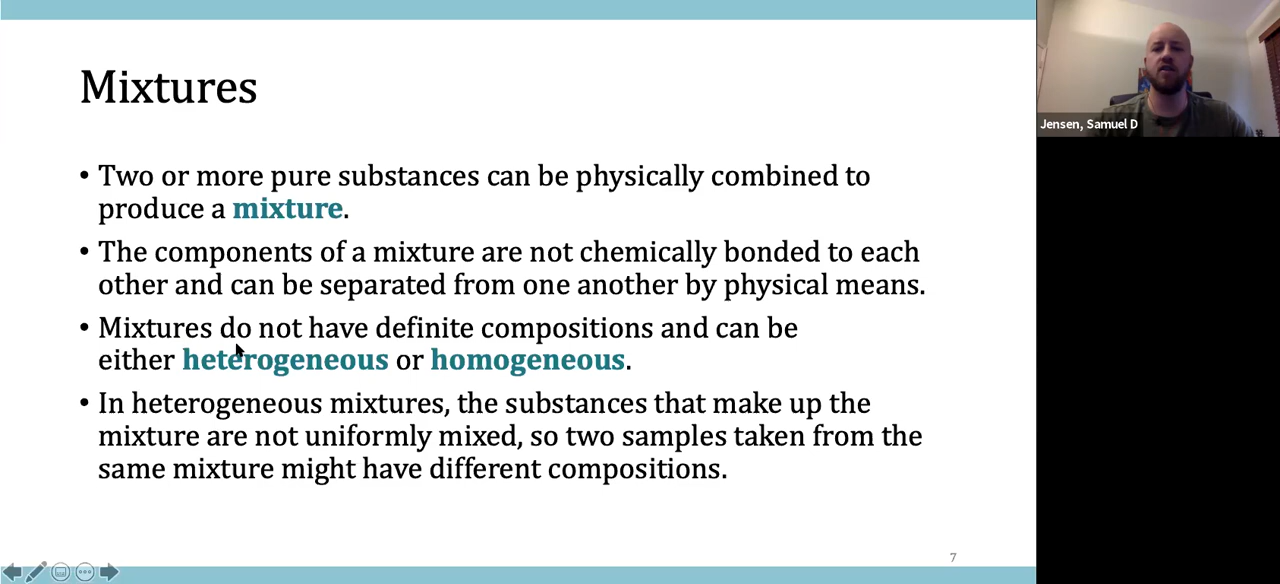 Mixtures
• Two or more pure substances can be physically combined to
produce a mixture.
• The components of a mixture are not chemically bonded to each
other and can be separated from one another by physical means.
• Mixtures do not have definite compositions and can be
either heterogeneous or homogeneous.
• In heterogeneous mixtures, the substances that make up the
mixture are not uniformly mixed, so two samples taken from the
same mixture might have different compositions.
7
Jensen, Samuel D